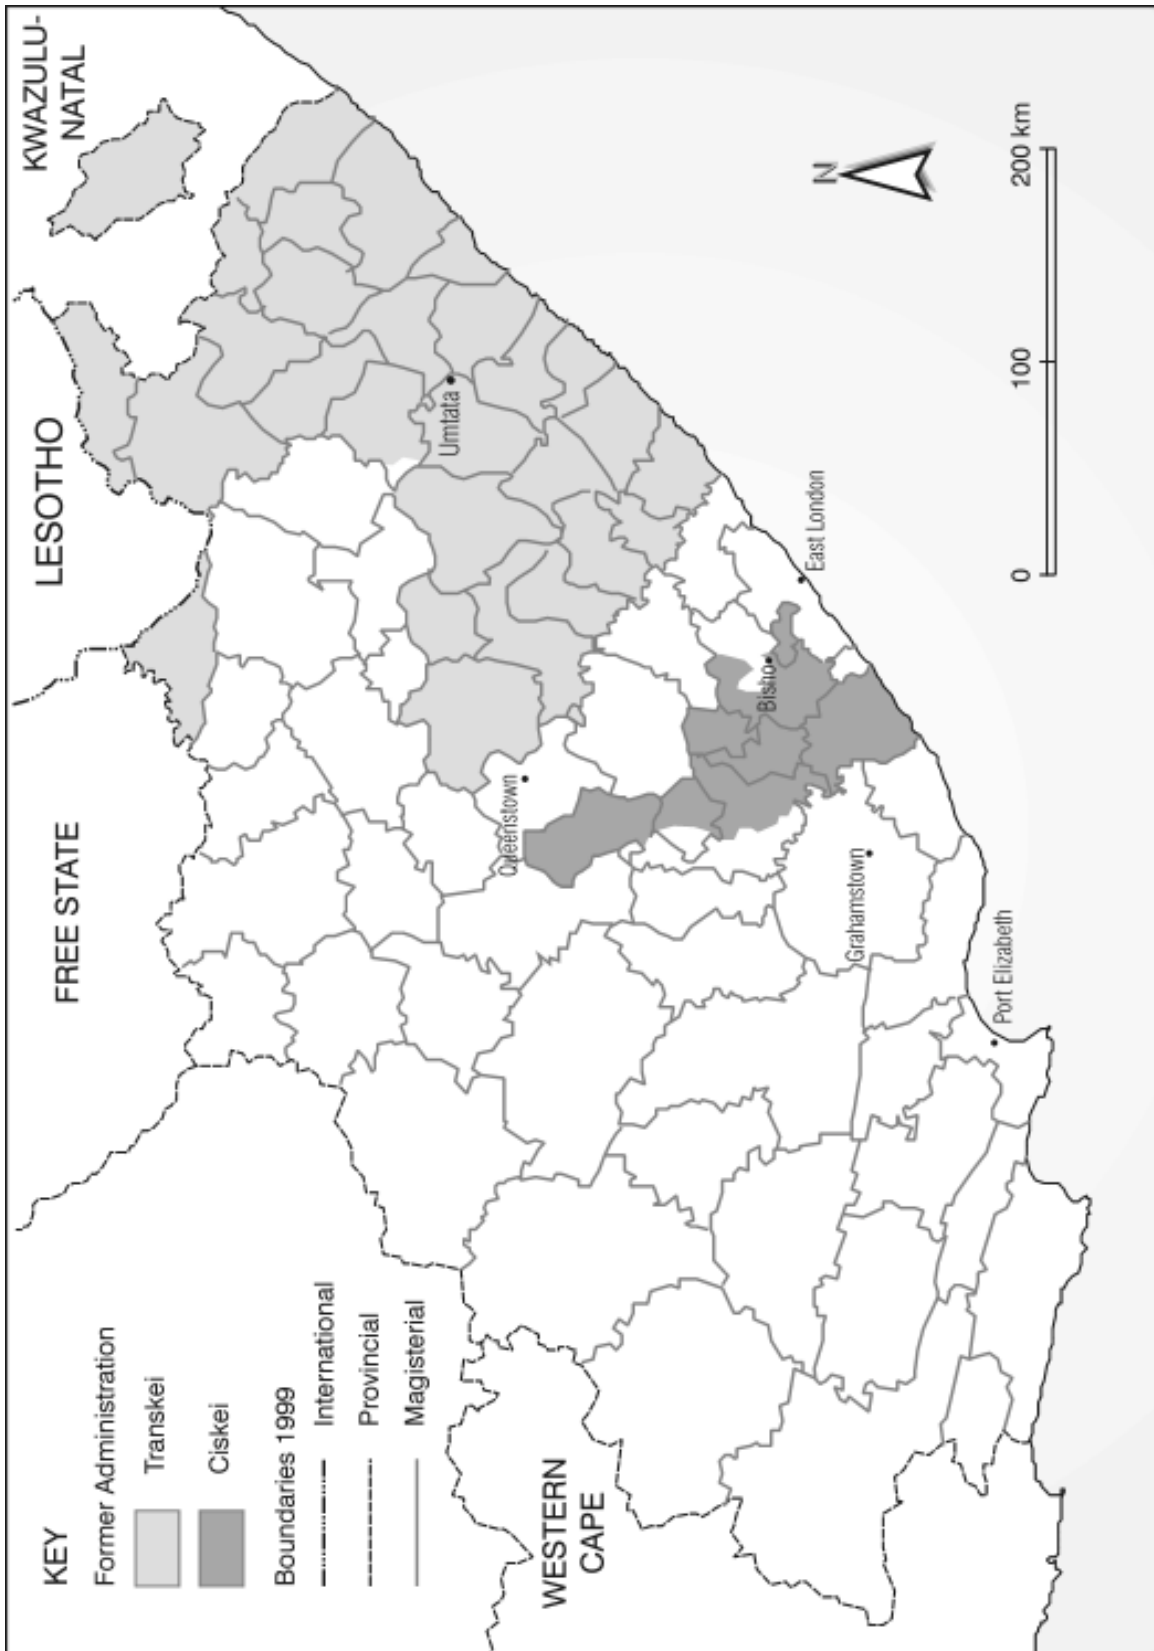 KEY
Former Administration
Transkei
Ciskei
Boundaries 1999
International
Provincial
Magisterial
FREE STATE
LESOTHO
KWAZULU-
NATAL
WESTERN
CAPE
Queenstown
Umtata
Bisho
East London
Grahamstown
Port Elizabeth
N
0
100
200 km